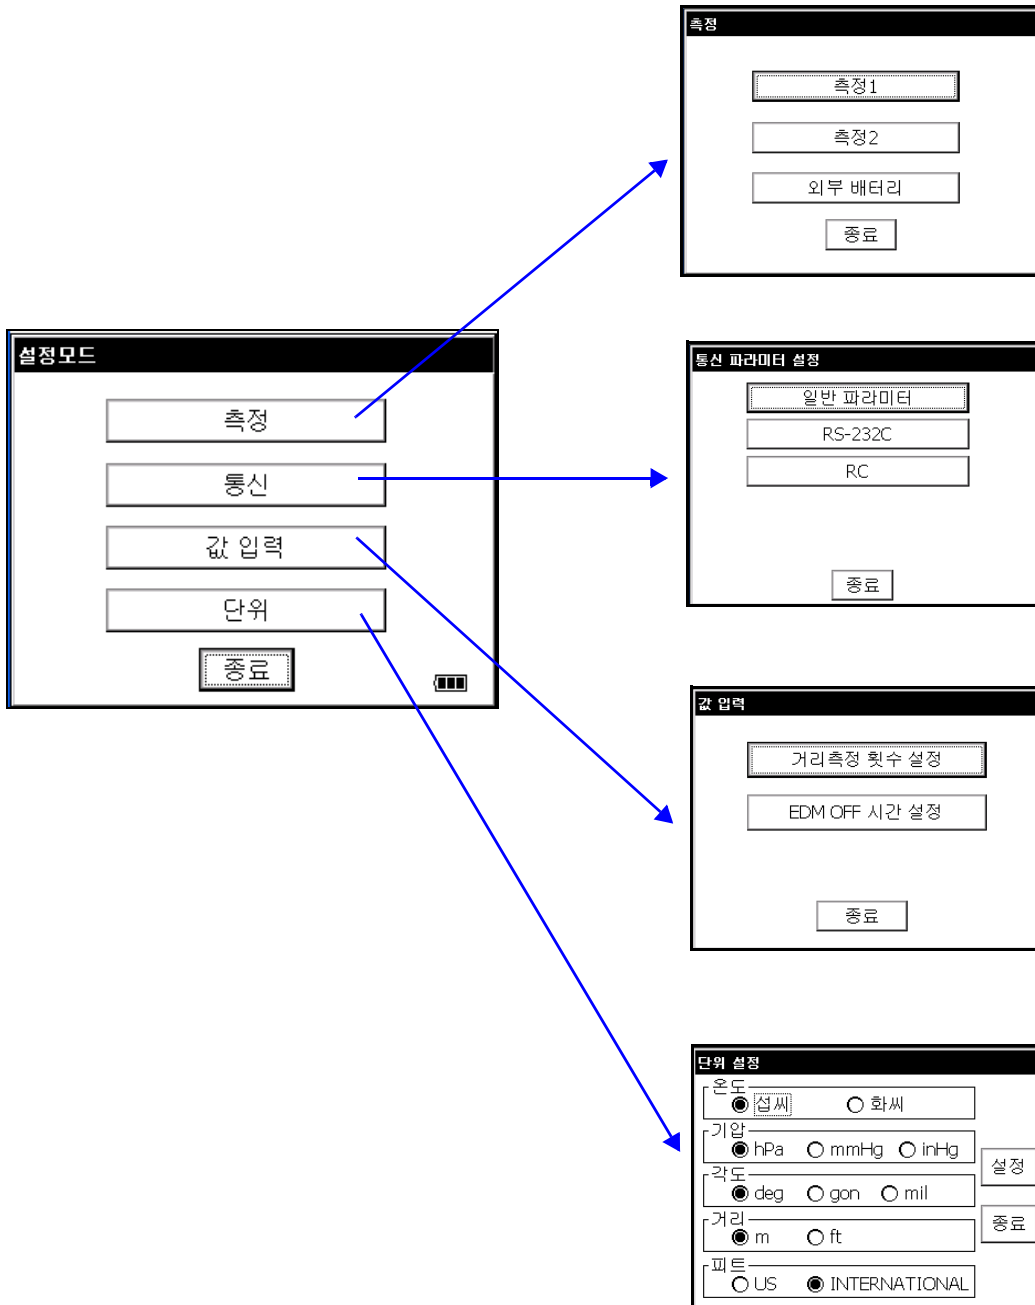 측정
측정1
측정2
외부 배터리
종료
설정모드
측정
통신
값 입력
단위
종료
통신 파라미터 설정
일반 파라미터
RS-232C
RC
종료
값 입력
거리측정 횟수 설정
EDM OFF 시간 설정
종료
단위 설정
온도
섭씨 화씨
기압
hPa mmHg inHg
설정
각도
deg gon mil
거리
m ft
종료
피트
US INTERNATIONAL